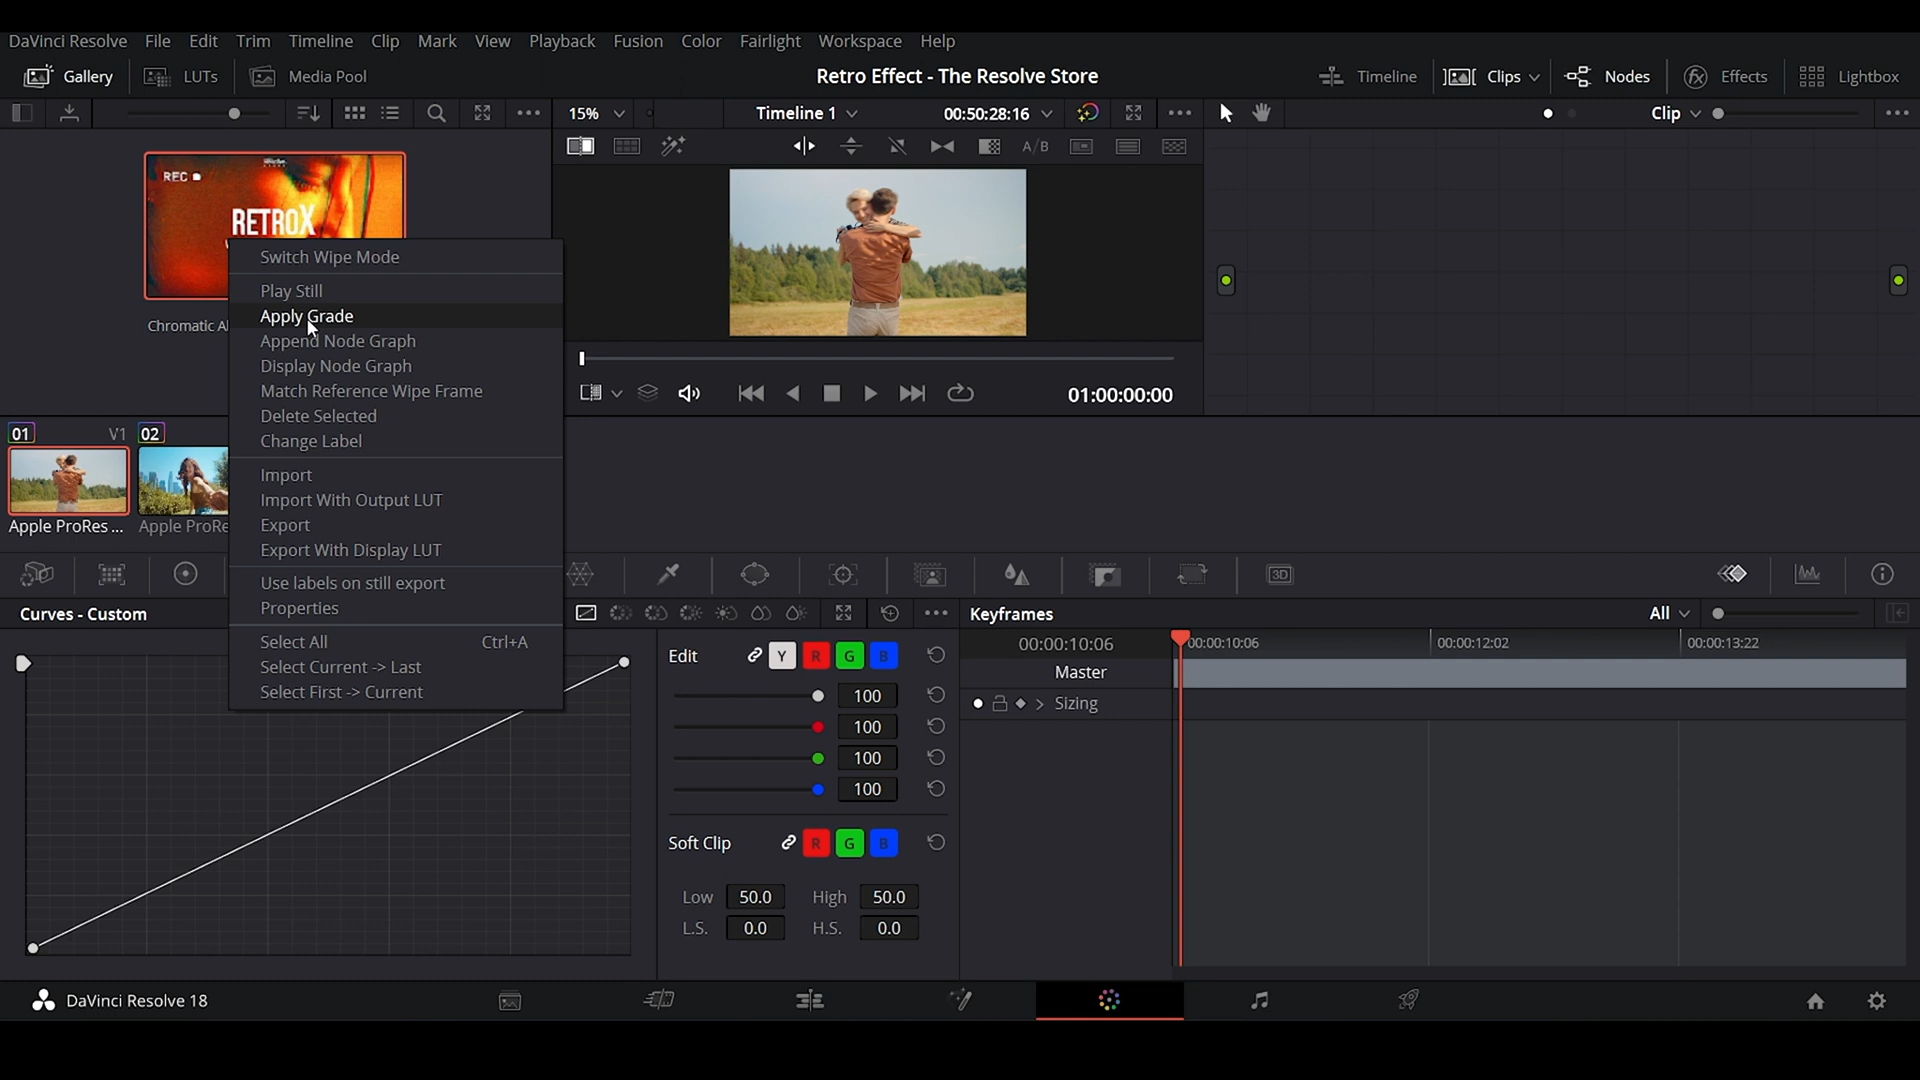 DaVinci Resolve File Edit Trim Timeline Clip Mark View Playback Fusion Color Fairlight Workspace Help
Gallery LUTs Media Pool Retro Effect - The Resolve Store Timeline Clips Nodes Effects Lightbox
15% Timeline 1 00:50:28:16 Clip
A/B
REC
RETROX
Chromatic
Switch Wipe Mode
Play Still
Apply Grade
Append Node Graph
Display Node Graph
Match Reference Wipe Frame
Delete Selected
Change Label
Import
Import With Output LUT
Export
Export With Display LUT
Use labels on still export
Properties
Select All Ctrl+A
Select Current -> Last
Select First -> Current
01:00:00:00
01 V1 02
Apple ProRes ... Apple ProRe
3D
Curves - Custom
Edit Y R G B
100
100
100
100
Soft Clip R G B
Low 50.0 High 50.0
L.S. 0.0 H.S. 0.0
Keyframes All
00:00:10:06 00:00:10:06 00:00:12:02 00:00:13:22
Master
Sizing
DaVinci Resolve 18